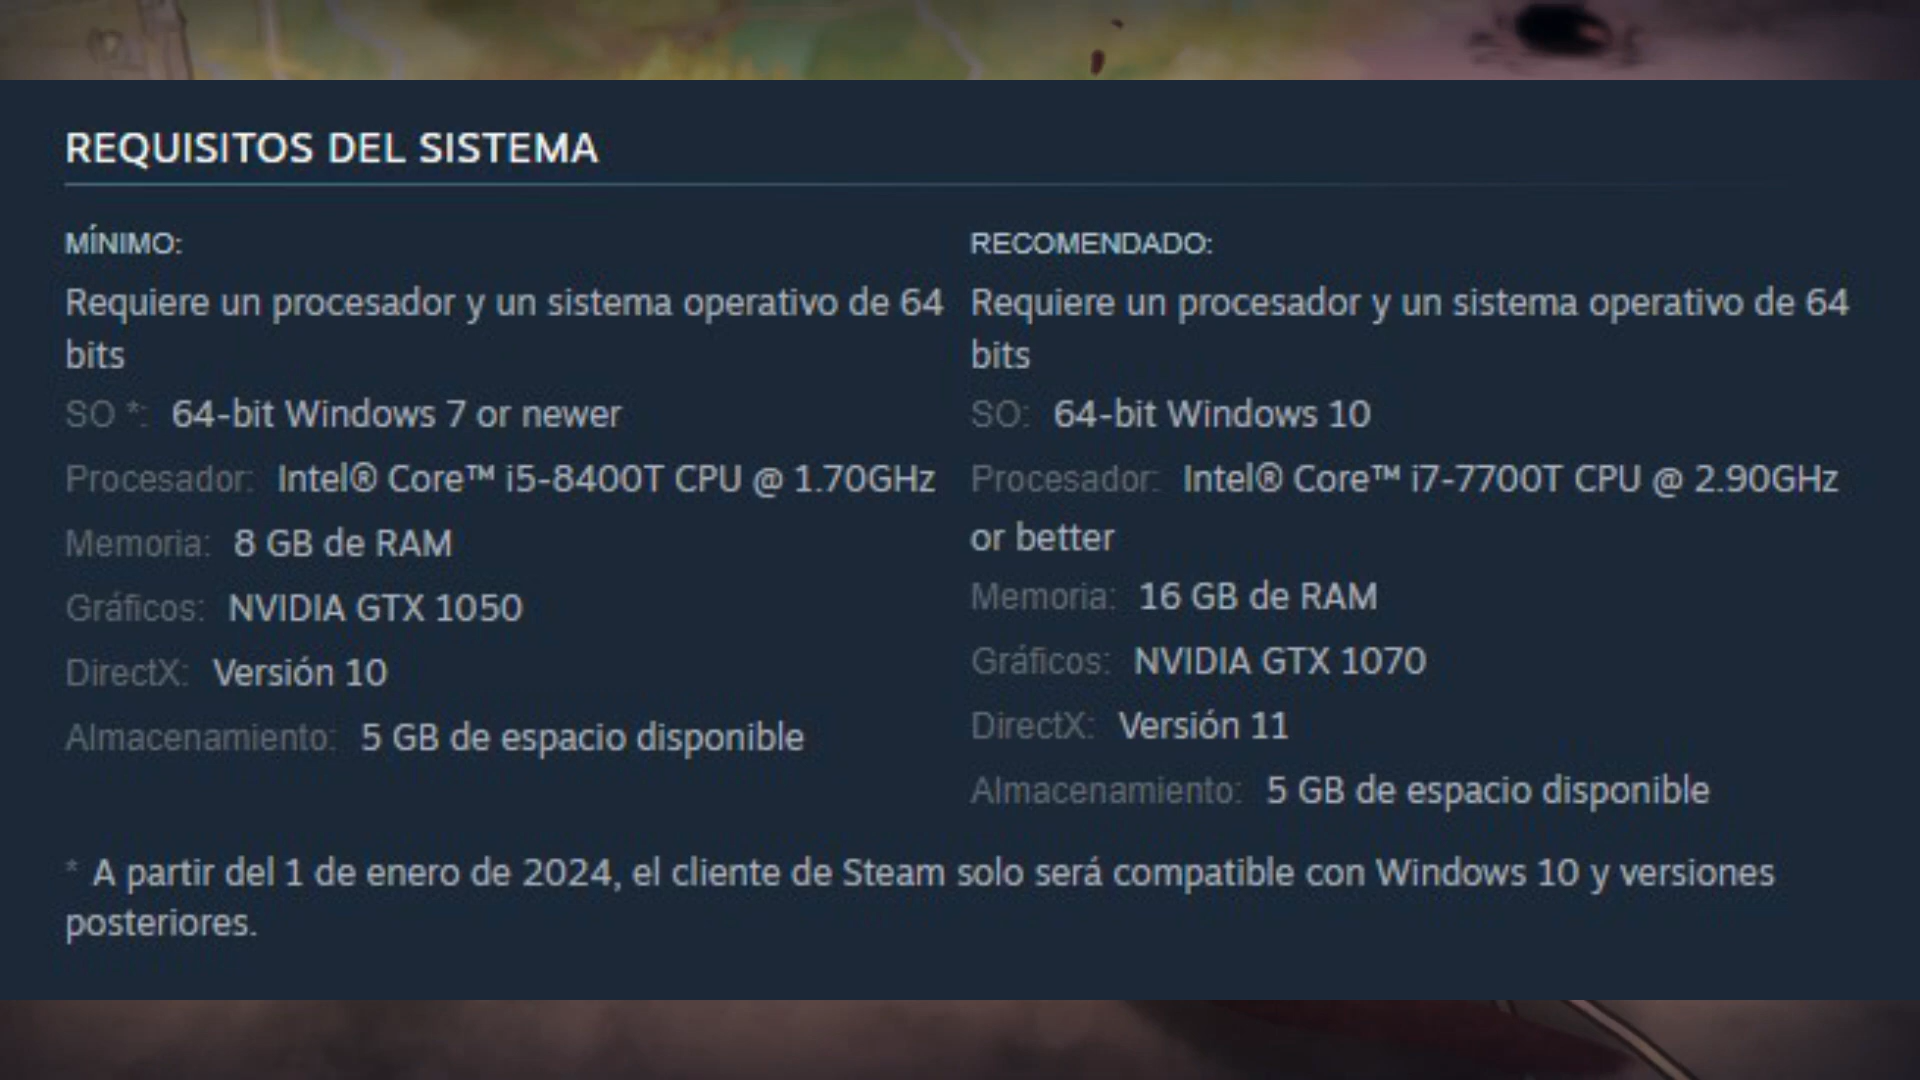 REQUISITOS DEL SISTEMA
MÍNIMO:
Requiere un procesador y un sistema operativo de 64
bits
SO *: 64-bit Windows 7 or newer
Procesador: Intel® Core™ i5-8400T CPU @ 1.70GHz
Memoria: 8 GB de RAM
Gráficos: NVIDIA GTX 1050
DirectX: Versión 10
Almacenamiento: 5 GB de espacio disponible
RECOMENDADO:
Requiere un procesador y un sistema operativo de 64
bits
SO: 64-bit Windows 10
Procesador: Intel® Core™ i7-7700T CPU @ 2.90GHz
or better
Memoria: 16 GB de RAM
Gráficos: NVIDIA GTX 1070
DirectX: Versión 11
Almacenamiento: 5 GB de espacio disponible
* A partir del 1 de enero de 2024, el cliente de Steam solo será compatible con Windows 10 y versiones
posteriores.